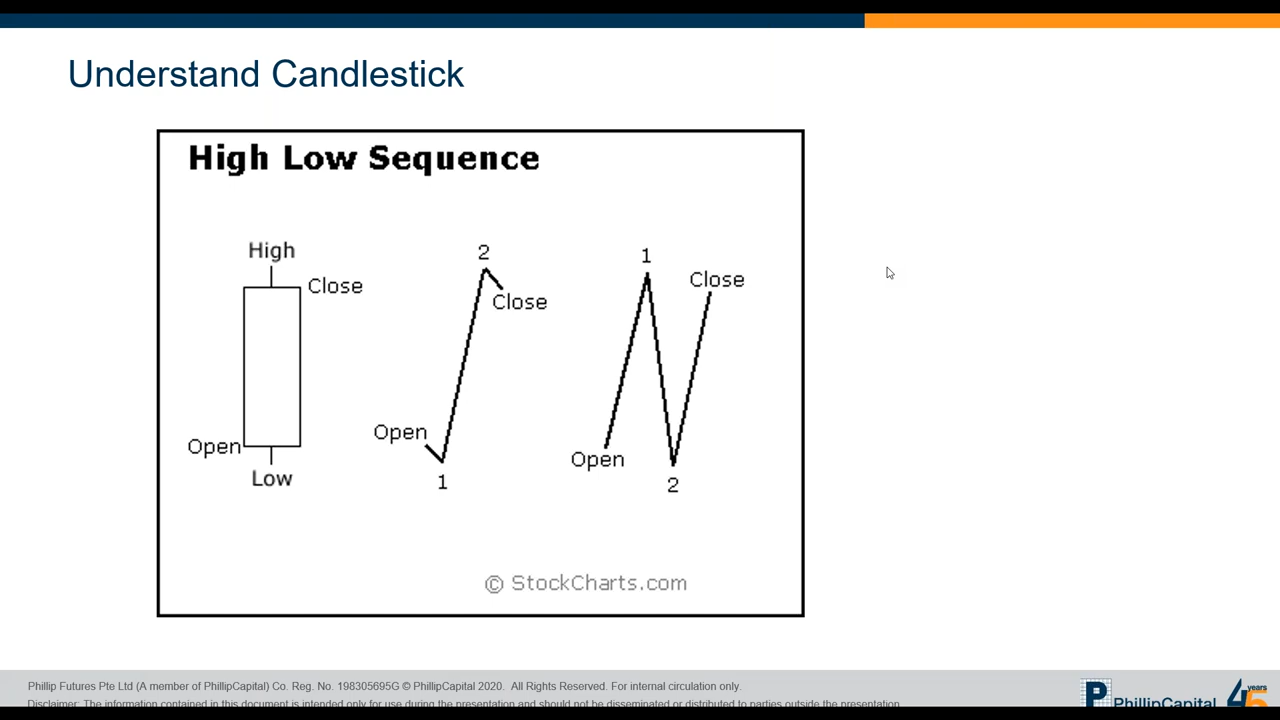 Understand Candlestick
High Low Sequence
High
Close
Open
Low
2
Close
Open
1
1
Close
Open
2
© StockCharts.com
Phillip Futures Pte Ltd (A member of PhillipCapital) Co. Reg. No. 198305695G © PhillipCapital 2020. All Rights Reserved. For internal circulation only.
Disclaimer: The information contained in this document is intended only for use during the presentation and should not be disseminated or distributed to parties outside the presentation
P PhillipCapital
45 years